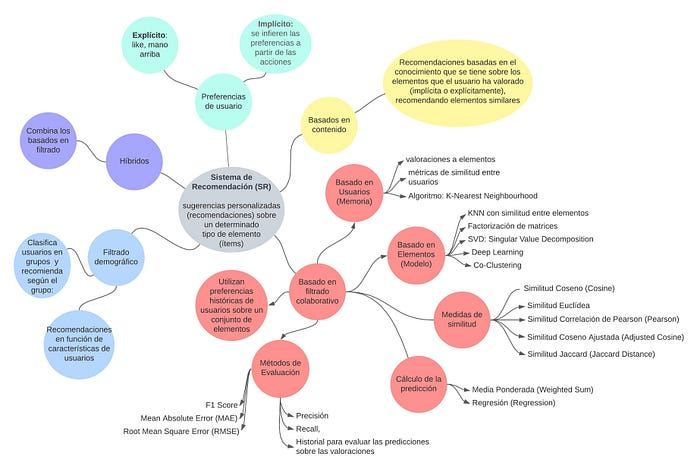 Explícito:
like, mano
arriba
Implícito:
se infieren las
preferencias a
partir de las
acciones
Preferencias
de usuario
Recomendaciones basadas en el
conocimiento que se tiene sobre los
elementos que el usuario ha valorado
(implícita o explícitamente),
recomendando elementos similares
Basados en
contenido
Combina los
basados en
filtrado
Híbridos
Sistema de
Recomendación (SR)
sugerencias personalizadas
(recomendaciones) sobre
un determinado
tipo de elemento
(ítems)
Basado en
Usuarios
(Memoria)
valoraciones a elementos
métricas de similitud entre
usuarios
Algoritmo: K-Nearest Neighbourhood
Clasifica
usuarios en
grupos y
recomienda
según el
grupo:
Filtrado
demográfico
Recomendaciones
en función de
características de
usuarios
Basado en
Elementos
(Modelo)
KNN con similitud entre elementos
Factorización de matrices
SVD: Singular Value Decomposition
Deep Learning
Co-Clustering
Utilizan
preferencias
históricas de
usuarios sobre un
conjunto de
elementos
Basado en
filtrado
colaborativo
Medidas de
similitud
Similitud Coseno (Cosine)
Similitud Euclídea
Similitud Correlación de Pearson (Pearson)
Similitud Coseno Ajustada (Adjusted Cosine)
Similitud Jaccard (Jaccard Distance)
Métodos de
Evaluación
F1 Score
Mean Absolute Error (MAE)
Root Mean Square Error (RMSE)
Precisión
Recall,
Historial para evaluar las predicciones
sobre las valoraciones
Cálculo de la
predicción
Media Ponderada (Weighted Sum)
Regresión (Regression)